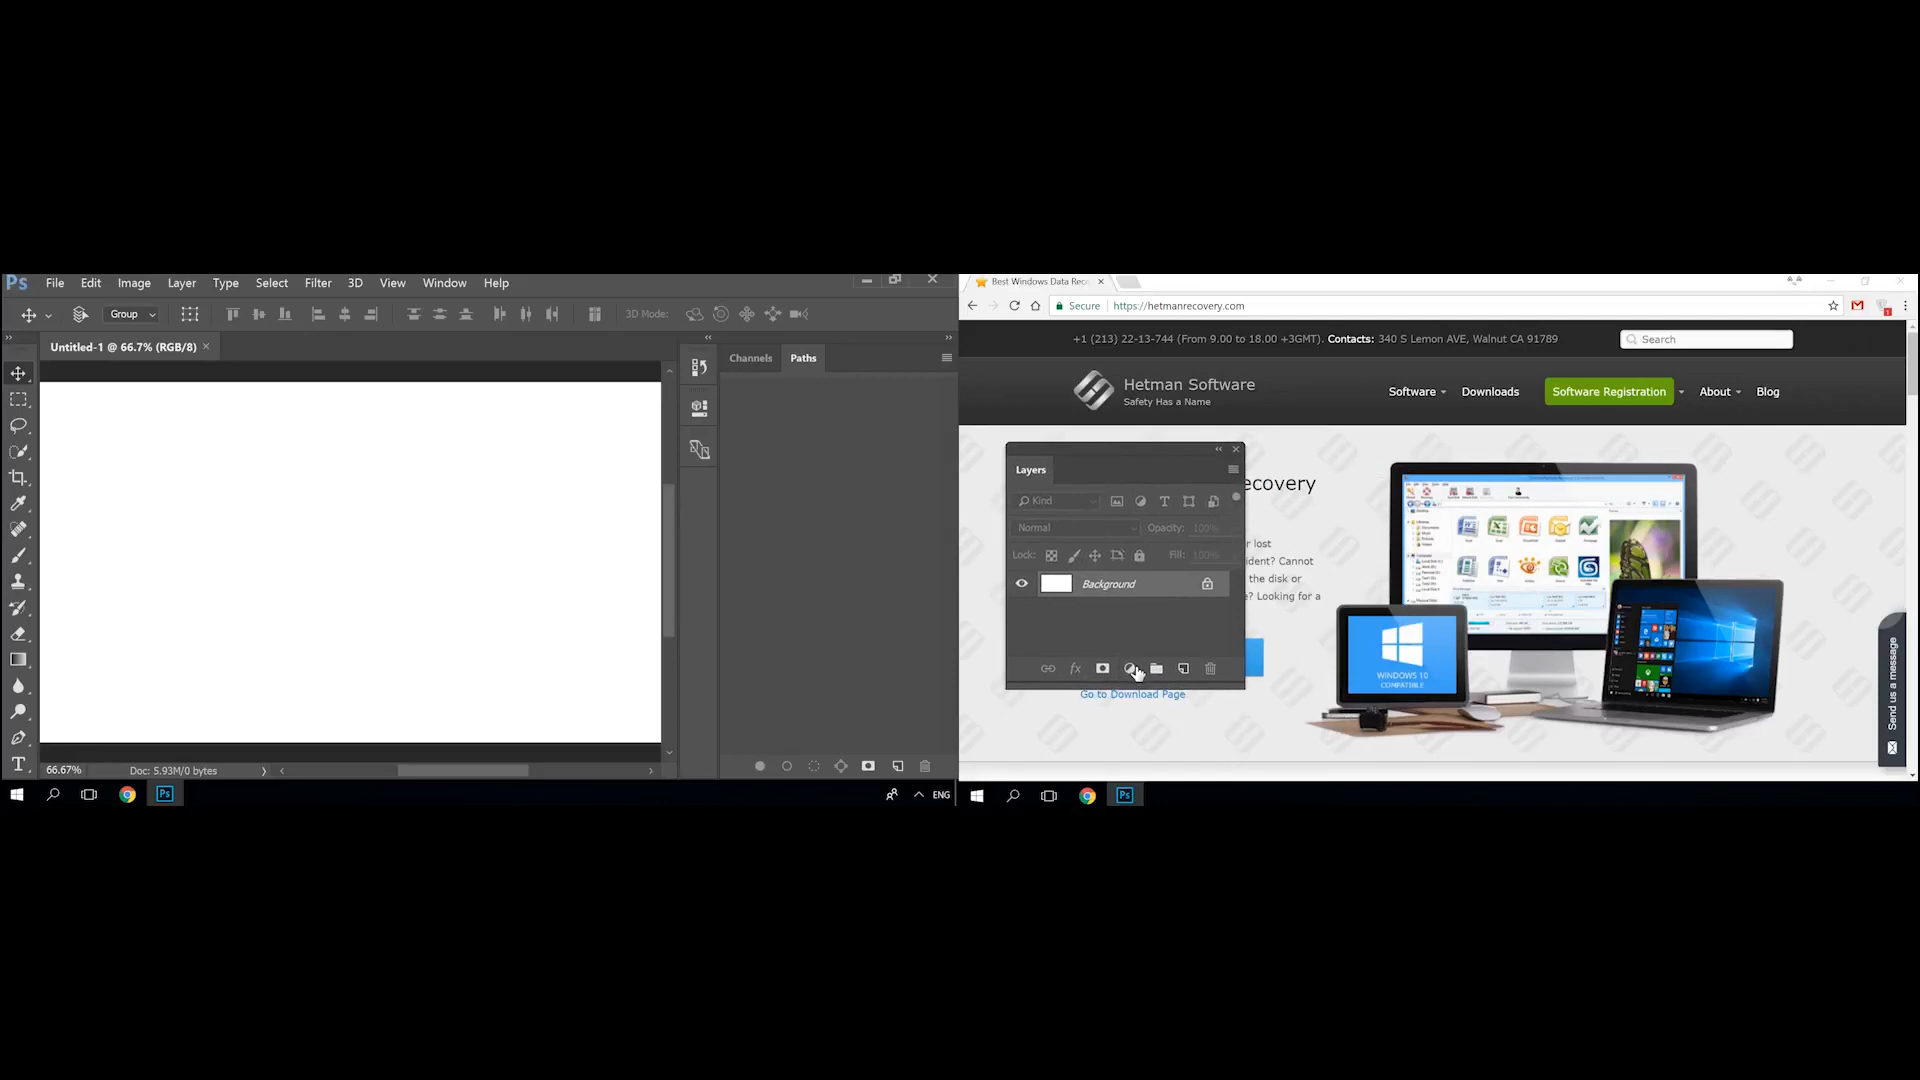 Ps File Edit Image Layer Type Select Filter 3D View Window Help
Group 3D Mode:
Untitled-1 @ 66.7% (RGB/8)
Channels Paths
66.67% Doc: 5.93M/0 bytes
Ps ENG
Best Windows Data Reco
Secure https://hetmanrecovery.com
+1 (213) 22-13-744 (From 9.00 to 18.00 +3GMT). Contacts: 340 S Lemon AVE, Walnut CA 91789 Search
Hetman Software
Safety Has a Name
Software Downloads Software Registration About Blog
Layers
Kind
Normal Opacity: 100%
Lock: Fill: 100%
Background
fx
ecovery
r lost
ident? Cannot
the disk or
e? Looking for a
Go to Download Page
WINDOWS 10
COMPATIBLE
Send us a message
Ps